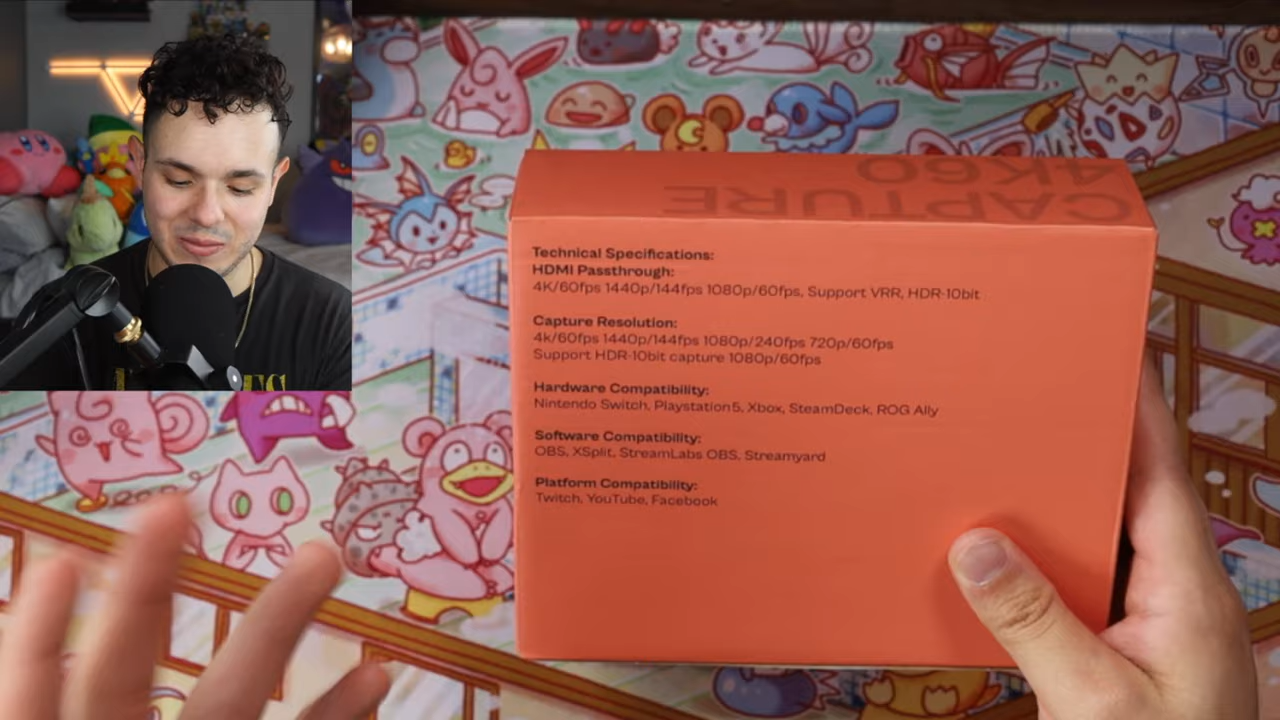 4K60
CAPTURE
Technical Specifications:
HDMI Passthrough:
4K/60fps 1440p/144fps 1080p/60fps, Support VRR, HDR-10bit
Capture Resolution:
4k/60fps 1440p/144fps 1080p/240fps 720p/60fps
Support HDR-10bit capture 1080p/60fps
Hardware Compatibility:
Nintendo Switch, Playstation5, Xbox, SteamDeck, ROG Ally
Software Compatibility:
OBS, XSplit, StreamLabs OBS, Streamyard
Platform Compatibility:
Twitch, YouTube, Facebook